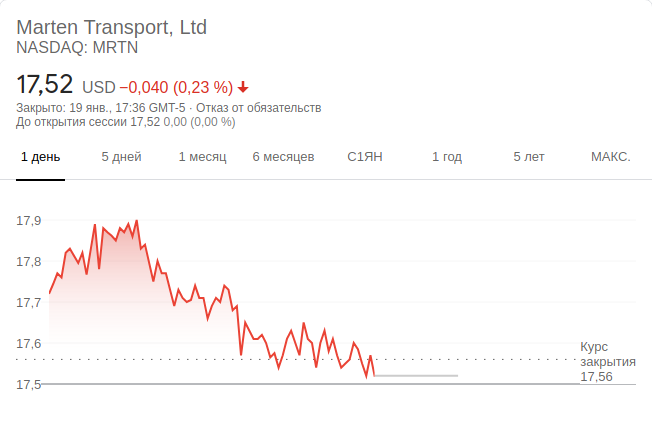 Marten Transport, Ltd
NASDAQ: MRTN
17,52 USD −0,040 (0,23 %)
Закрыто: 19 янв., 17:36 GMT-5 · Отказ от обязательств
До открытия сессии 17,52 0,00 (0,00 %)
1 день 5 дней 1 месяц 6 месяцев С1ЯН 1 год 5 лет МАКС.
17,9
17,8
17,7
17,6
17,5
Курс
закрытия
17,56